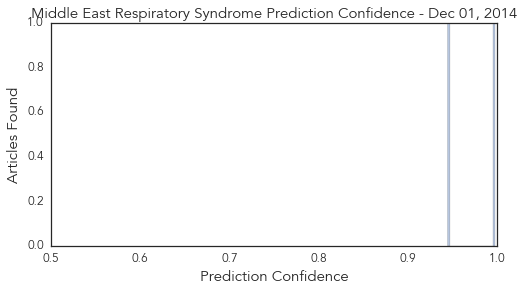 Middle East Respiratory Syndrome Prediction Confidence - Dec 01, 2014
1.0
0.8
0.6
0.4
0.2
0.0
Articles Found
0.5 0.6 0.7 0.8 0.9 1.0
Prediction Confidence